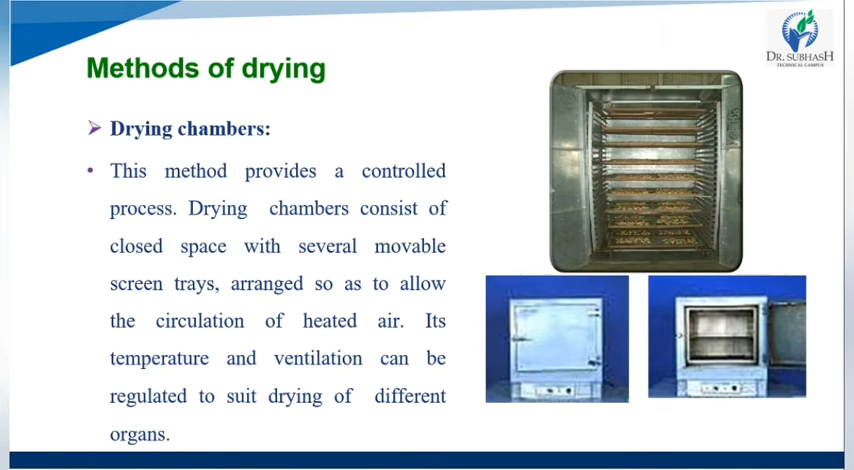 DR. SUBHASH
TECHNICAL CAMPUS
Methods of drying
➢ Drying chambers:
• This method provides a controlled
process. Drying chambers consist of
closed space with several movable
screen trays, arranged so as to allow
the circulation of heated air. Its
temperature and ventilation can be
regulated to suit drying of different
organs.